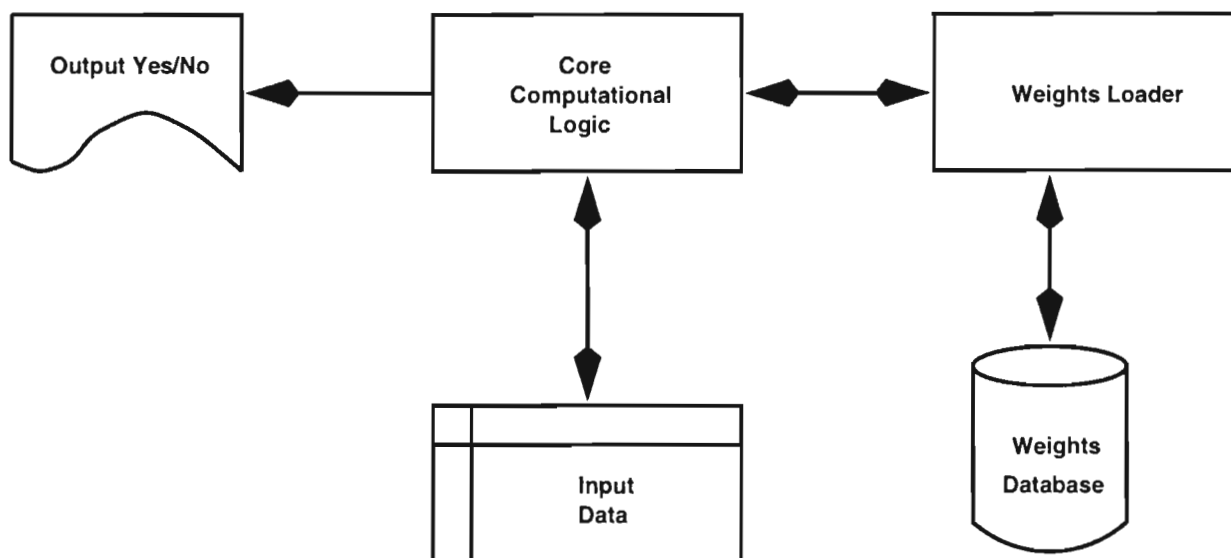 Output Yes/No
Core
Computational
Logic
Weights Loader
Input
Data
Weights
Database